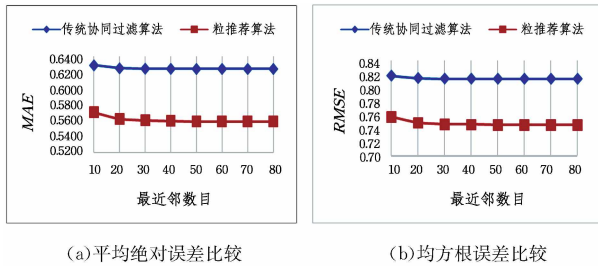 传统协同过滤算法 粒推荐算法
0.6400
0.6200
0.6000
0.5800
0.5600
0.5400
0.5200
MAE
10 20 30 40 50 60 70 80
最近邻数目
(a)平均绝对误差比较
传统协同过滤算法 粒推荐算法
0.84
0.82
0.80
0.78
0.76
0.74
0.72
0.70
RMSE
10 20 30 40 50 60 70 80
最近邻数目
(b)均方根误差比较